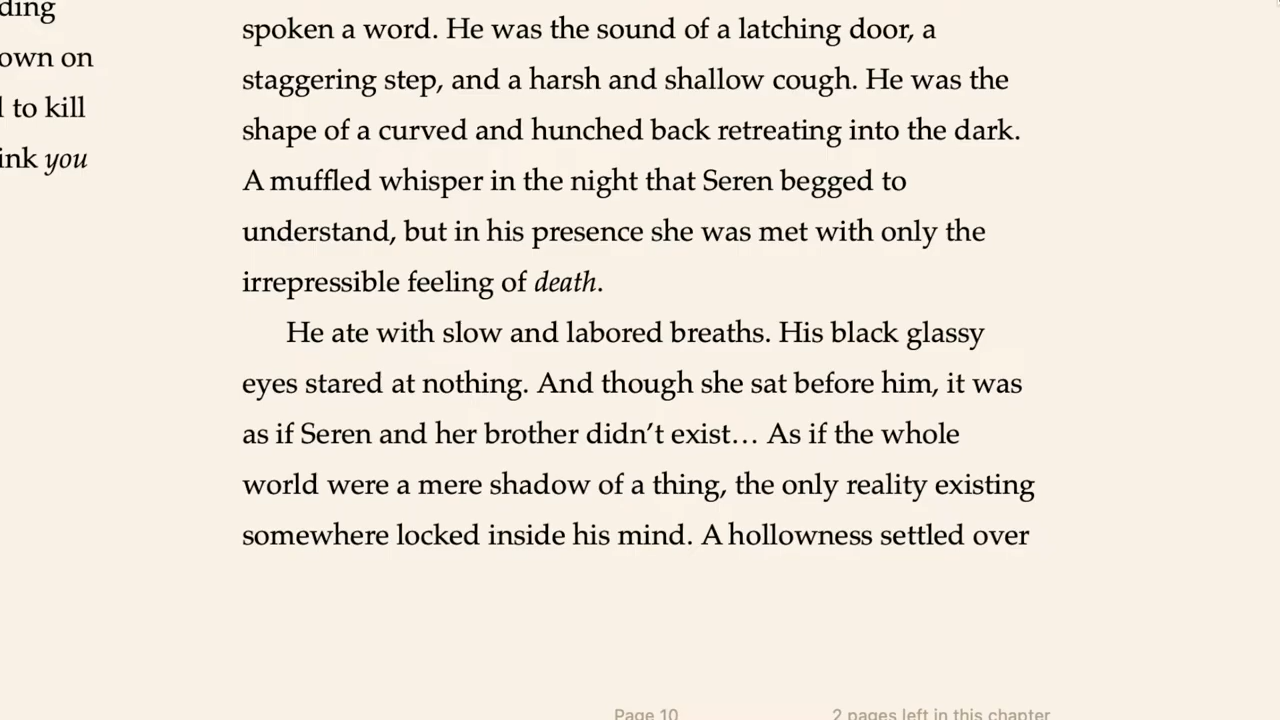 ding
own on
to kill
ink you
spoken a word. He was the sound of a latching door, a
staggering step, and a harsh and shallow cough. He was the
shape of a curved and hunched back retreating into the dark.
A muffled whisper in the night that Seren begged to
understand, but in his presence she was met with only the
irrepressible feeling of death.
He ate with slow and labored breaths. His black glassy
eyes stared at nothing. And though she sat before him, it was
as if Seren and her brother didn’t exist… As if the whole
world were a mere shadow of a thing, the only reality existing
somewhere locked inside his mind. A hollowness settled over
Page 10
2 pages left in this chapter